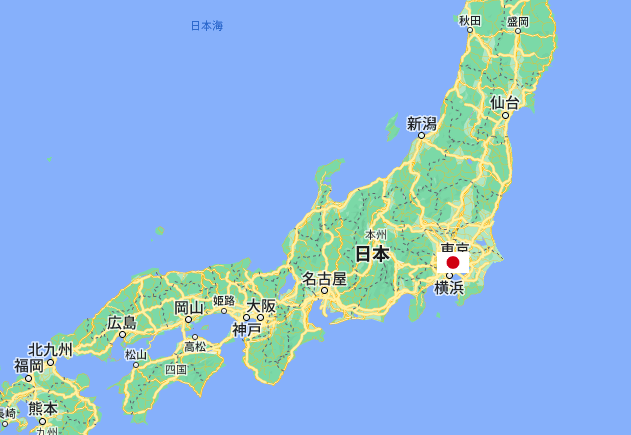 日本海
秋田
盛岡
仙台
新潟
本州
東京
日本
名古屋
横浜
姫路
岡山
大阪
広島
神戸
高松
北九州
松山
福岡
四国
熊本
長崎
九州